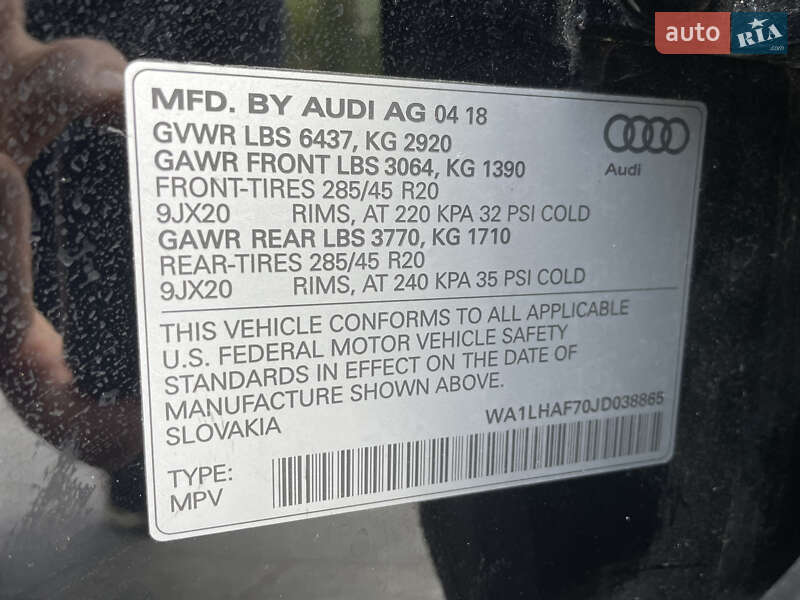 auto RIA .com
MFD. BY AUDI AG 04 18
GVWR LBS 6437, KG 2920
GAWR FRONT LBS 3064, KG 1390
FRONT-TIRES 285/45 R20
9JX20 RIMS, AT 220 KPA 32 PSI COLD
GAWR REAR LBS 3770, KG 1710
REAR-TIRES 285/45 R20
9JX20 RIMS, AT 240 KPA 35 PSI COLD
Audi
THIS VEHICLE CONFORMS TO ALL APPLICABLE
U.S. FEDERAL MOTOR VEHICLE SAFETY
STANDARDS IN EFFECT ON THE DATE OF
MANUFACTURE SHOWN ABOVE.
SLOVAKIA
WA1LHAF70JD038865
TYPE:
MPV